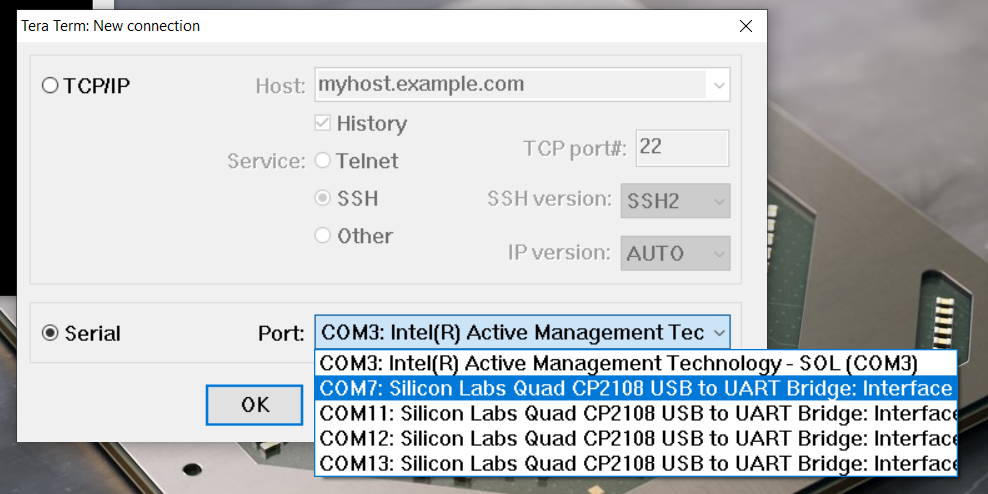 Tera Term: New connection
TCP/IP
Host: myhost.example.com
History
Service: Telnet
TCP port#: 22
SSH
SSH version: SSH2
Other
IP version: AUTO
Serial
Port: COM3: Intel(R) Active Management Tec
COM3: Intel(R) Active Management Technology - SOL (COM3)
COM7: Silicon Labs Quad CP2108 USB to UART Bridge: Interface
OK
COM11: Silicon Labs Quad CP2108 USB to UART Bridge: Interface
COM12: Silicon Labs Quad CP2108 USB to UART Bridge: Interface
COM13: Silicon Labs Quad CP2108 USB to UART Bridge: Interface